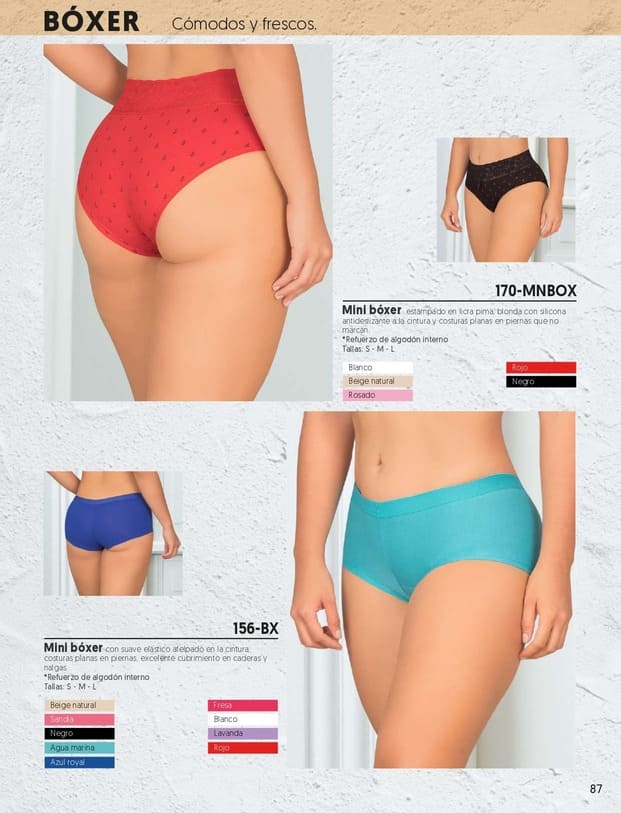 BÓXER Cómodos y frescos.
170-MNBOX
Mini bóxer estampado en licra pima, blonda con silicona
antideslizante a la cintura y costuras planas en piernas que no
marcan.
*Refuerzo de algodón interno
Tallas: S - M - L
Blanco
Beige natural
Rosado
Rojo
Negro
156-BX
Mini bóxer con suave elástico afelpado en la cintura,
costuras planas en piernas, excelente cubrimiento en caderas y
nalgas.
*Refuerzo de algodón interno
Tallas: S - M - L
Beige natural
Sandía
Negro
Agua marina
Azul royal
Fresa
Blanco
Lavanda
Rojo
87